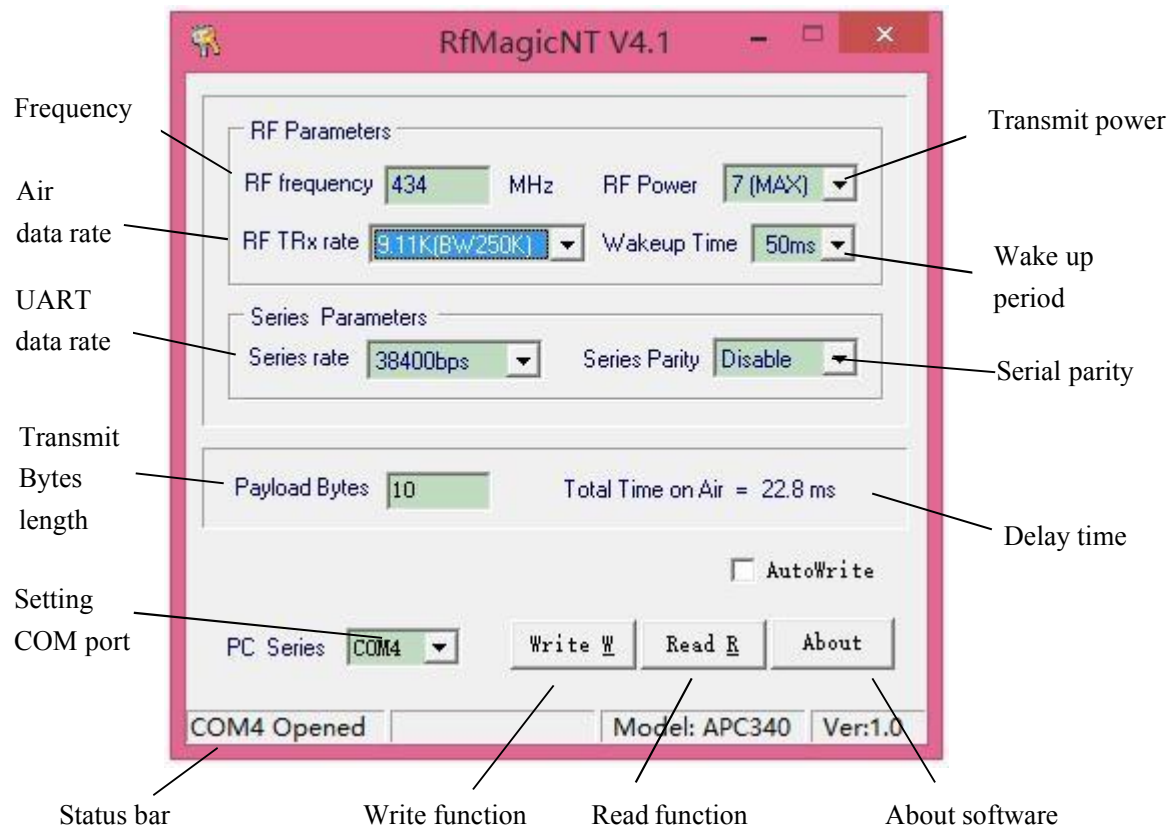 RfMagicNT V4.1
Frequency
Transmit power
RF Parameters
RF frequency 434 MHz RF Power 7 (MAX)
Air
data rate
RF TRx rate 9.11K(BW250K) Wakeup Time 50ms
Wake up
period
UART
data rate
Series Parameters
Series rate 38400bps Series Parity Disable
Serial parity
Transmit
Bytes
length
Payload Bytes 10 Total Time on Air = 22.8 ms
Delay time
AutoWrite
Setting
COM port
PC Series COM4 Write W Read R About
COM4 Opened Model: APC340 Ver:1.0
Status bar Write function Read function About software